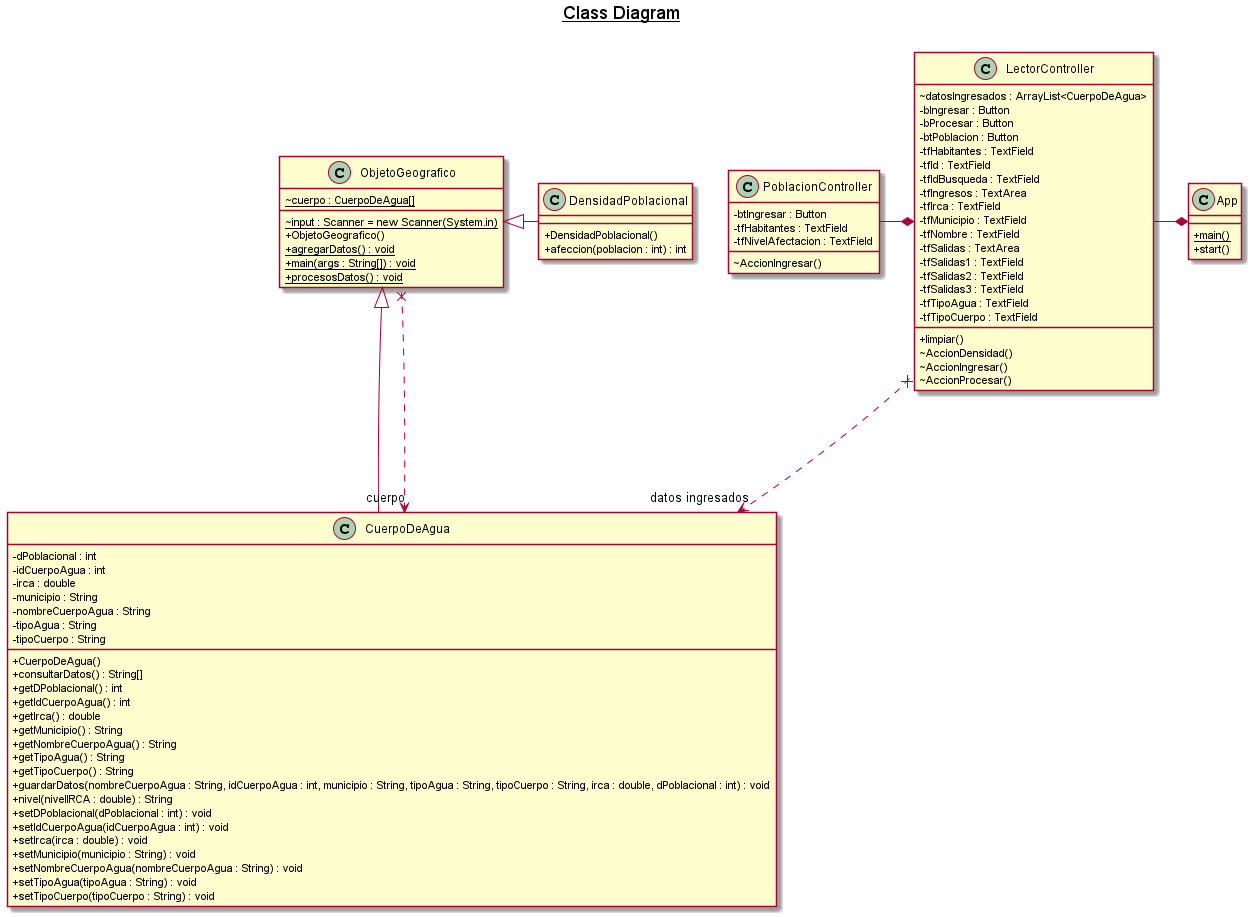 Class Diagram
C ObjetoGeografico
~cuerpo : CuerpoDeAgua[]
~input : Scanner = new Scanner(System.in)
+ObjetoGeografico()
+agregarDatos() : void
+main(args : String[]) : void
+procesosDatos() : void
C DensidadPoblacional
+DensidadPoblacional()
+afeccion(poblacion : int) : int
C PoblacionController
-btIngresar : Button
-tfHabitantes : TextField
-tfNivelAfectacion : TextField
~AccionIngresar()
C LectorController
~datosIngresados : ArrayList<CuerpoDeAgua>
-bIngresar : Button
-bProcesar : Button
-btPoblacion : Button
-tfHabitantes : TextField
-tfId : TextField
-tfIdBusqueda : TextField
-tfIngresos : TextArea
-tfIrca : TextField
-tfMunicipio : TextField
-tfNombre : TextField
-tfSalidas : TextArea
-tfSalidas1 : TextField
-tfSalidas2 : TextField
-tfSalidas3 : TextField
-tfTipoAgua : TextField
-tfTipoCuerpo : TextField
+limpiar()
~AccionDensidad()
~AccionIngresar()
~AccionProcesar()
C App
+main()
+start()
cuerpo
datos ingresados
C CuerpoDeAgua
-dPoblacional : int
-idCuerpoAgua : int
-irca : double
-municipio : String
-nombreCuerpoAgua : String
-tipoAgua : String
-tipoCuerpo : String
+CuerpoDeAgua()
+consultarDatos() : String[]
+getDPoblacional() : int
+getIdCuerpoAgua() : int
+getIrca() : double
+getMunicipio() : String
+getNombreCuerpoAgua() : String
+getTipoAgua() : String
+getTipoCuerpo() : String
+guardarDatos(nombreCuerpoAgua : String, idCuerpoAgua : int, municipio : String, tipoAgua : String, tipoCuerpo : String, irca : double, dPoblacional : int) : void
+nivel(nivelIRCA : double) : String
+setDPoblacional(dPoblacional : int) : void
+setIdCuerpoAgua(idCuerpoAgua : int) : void
+setIrca(irca : double) : void
+setMunicipio(municipio : String) : void
+setNombreCuerpoAgua(nombreCuerpoAgua : String) : void
+setTipoAgua(tipoAgua : String) : void
+setTipoCuerpo(tipoCuerpo : String) : void